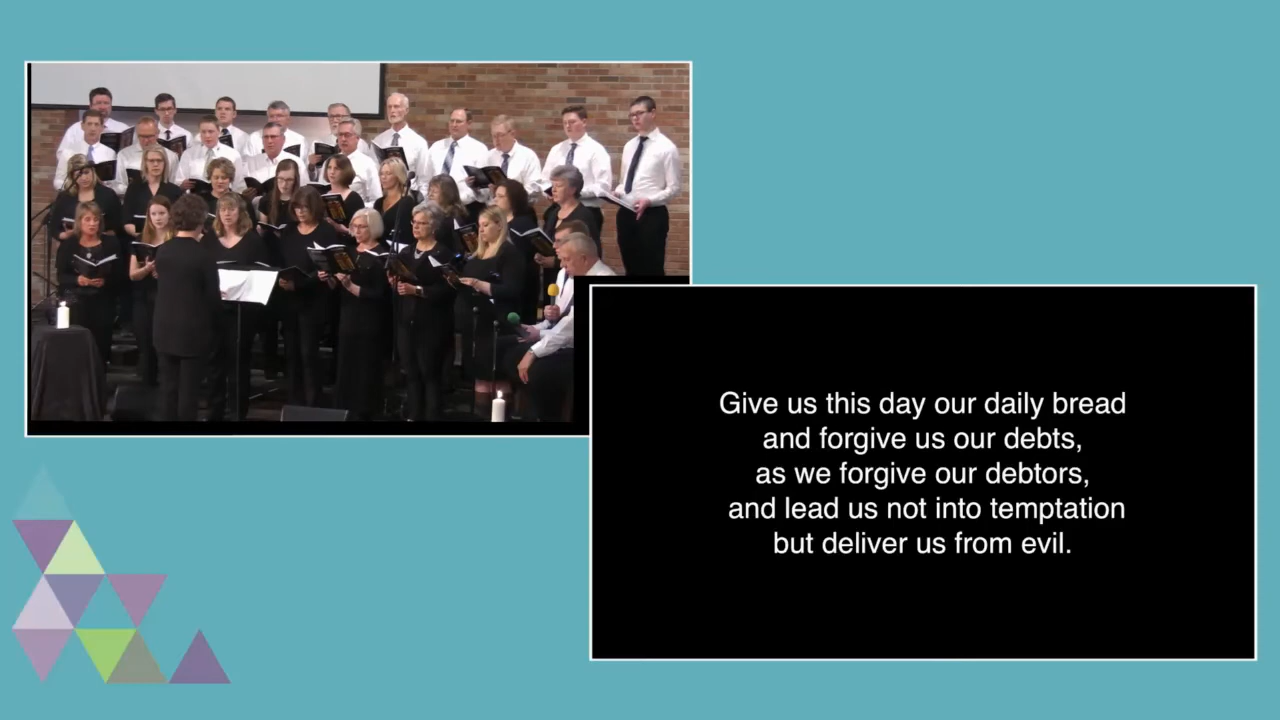 Give us this day our daily bread
and forgive us our debts,
as we forgive our debtors,
and lead us not into temptation
but deliver us from evil.